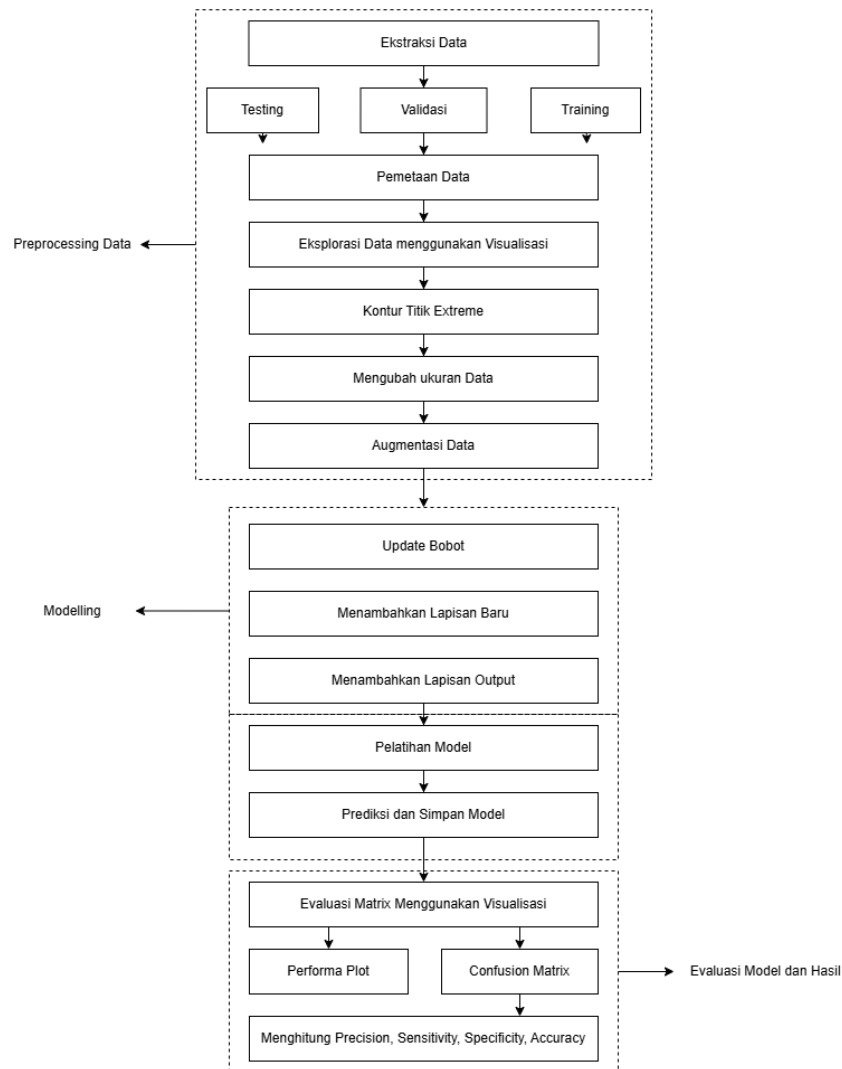 Ekstraksi Data
Testing
Validasi
Training
Pemetaan Data
Preprocessing Data
Eksplorasi Data menggunakan Visualisasi
Kontur Titik Extreme
Mengubah ukuran Data
Augmentasi Data
Update Bobot
Modelling
Menambahkan Lapisan Baru
Menambahkan Lapisan Output
Pelatihan Model
Prediksi dan Simpan Model
Evaluasi Matrix Menggunakan Visualisasi
Performa Plot
Confusion Matrix
Evaluasi Model dan Hasil
Menghitung Precision, Sensitivity, Specificity, Accuracy